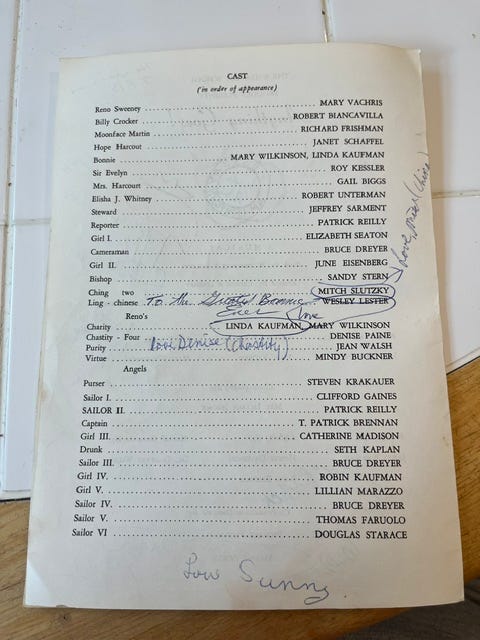 CAST
(in order of appearance)
Reno Sweeney ........ MARY VACHRIS
Billy Crocker ........ ROBERT BIANCAVILLA
Moonface Martin ........ RICHARD FRISHMAN
Hope Harcout ........ JANET SCHAFFEL
Bonnie ........ MARY WILKINSON, LINDA KAUFMAN
Sir Evelyn ........ ROY KESSLER
Mrs. Harcourt ........ GAIL BIGGS
Elisha J. Whitney ........ ROBERT UNTERMAN
Steward ........ JEFFREY SARMENT
Reporter ........ PATRICK REILLY
Girl I. ........ ELIZABETH SEATON
Cameraman ........ BRUCE DREYER
Girl II. ........ JUNE EISENBERG
Bishop ........ SANDY STERN
Ching two MITCH SLUTZKY
Love, Mitch (Ching)
Ling - chinese WESLEY LESTER
To the Greatest Bonnie
Ever Love
Reno's
Charity LINDA KAUFMAN, MARY WILKINSON
Chastity - Four DENISE PAINE
Love Denise (Chastity)
Purity JEAN WALSH
Virtue ........ MINDY BUCKNER
Angels
Purser ........ STEVEN KRAKAUER
Sailor I. ........ CLIFFORD GAINES
SAILOR II. ........ PATRICK REILLY
Captain ........ T. PATRICK BRENNAN
Girl III. ........ CATHERINE MADISON
Drunk ........ SETH KAPLAN
Sailor III. ........ BRUCE DREYER
Girl IV. ........ ROBIN KAUFMAN
Girl V. ........ LILLIAN MARAZZO
Sailor IV. ........ BRUCE DREYER
Sailor V. ........ THOMAS FARUOLO
Sailor VI ........ DOUGLAS STARACE
Love Sunny